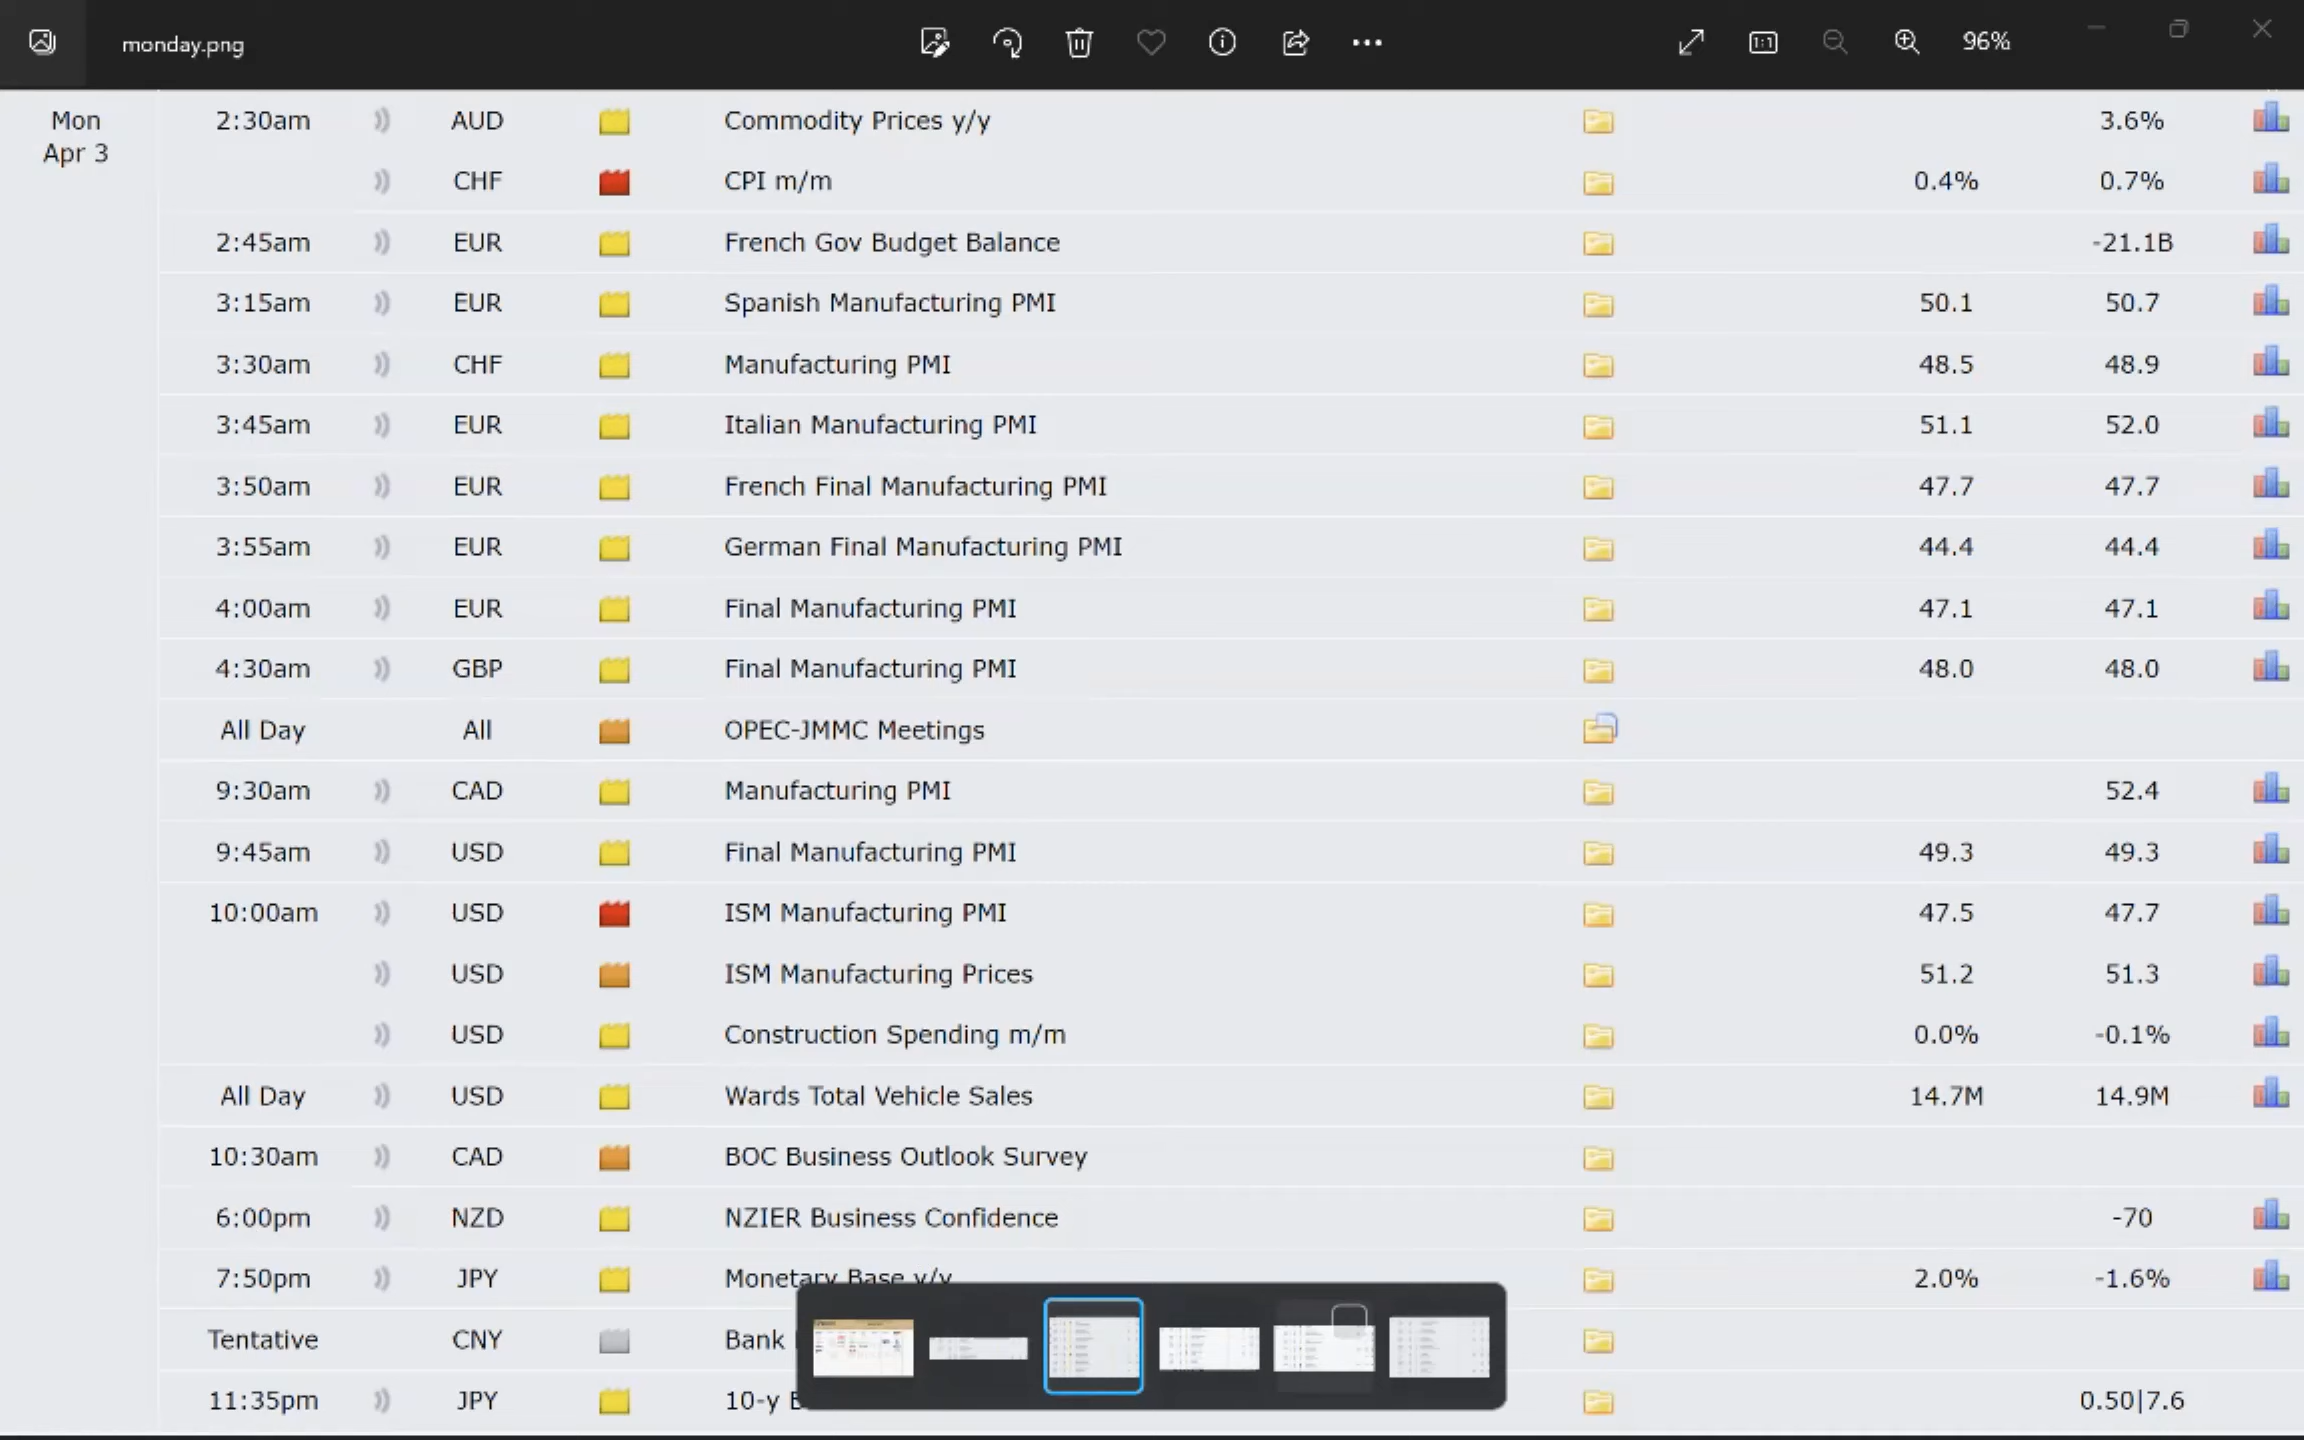 monday.png
96%
Mon
Apr 3
2:30am AUD Commodity Prices y/y 3.6%
CHF CPI m/m 0.4% 0.7%
2:45am EUR French Gov Budget Balance -21.1B
3:15am EUR Spanish Manufacturing PMI 50.1 50.7
3:30am CHF Manufacturing PMI 48.5 48.9
3:45am EUR Italian Manufacturing PMI 51.1 52.0
3:50am EUR French Final Manufacturing PMI 47.7 47.7
3:55am EUR German Final Manufacturing PMI 44.4 44.4
4:00am EUR Final Manufacturing PMI 47.1 47.1
4:30am GBP Final Manufacturing PMI 48.0 48.0
All Day All OPEC-JMMC Meetings
9:30am CAD Manufacturing PMI 52.4
9:45am USD Final Manufacturing PMI 49.3 49.3
10:00am USD ISM Manufacturing PMI 47.5 47.7
USD ISM Manufacturing Prices 51.2 51.3
USD Construction Spending m/m 0.0% -0.1%
All Day USD Wards Total Vehicle Sales 14.7M 14.9M
10:30am CAD BOC Business Outlook Survey
6:00pm NZD NZIER Business Confidence -70
7:50pm JPY Monetary Base y/y 2.0% -1.6%
Tentative CNY Bank
11:35pm JPY 10-y 0.50|7.6